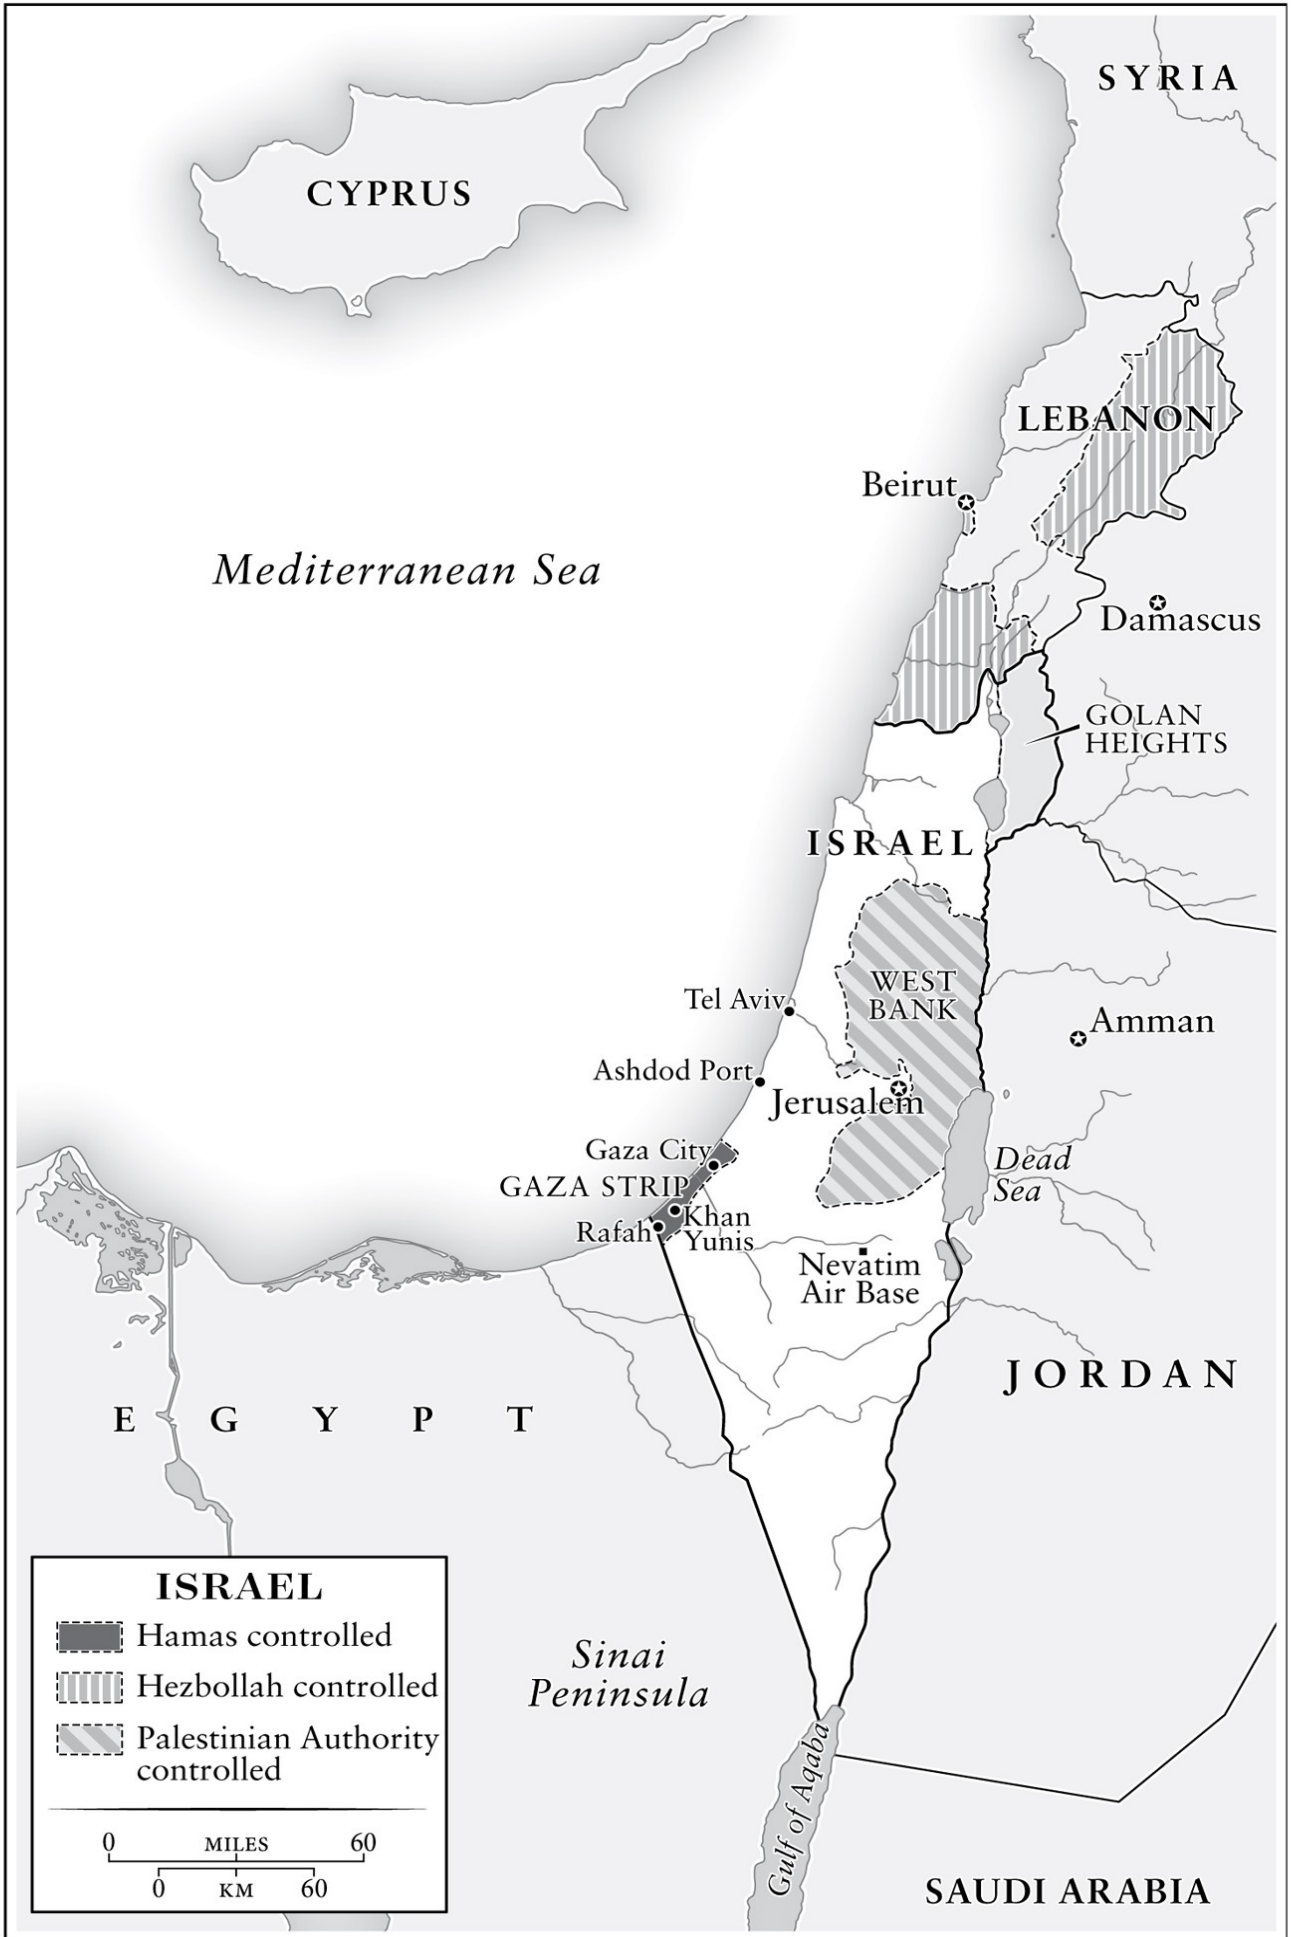 SYRIA
CYPRUS
LEBANON
Beirut
Mediterranean Sea
Damascus
GOLAN
HEIGHTS
ISRAEL
WEST
BANK
Tel Aviv
Amman
Ashdod Port
Jerusalem
Gaza City
Dead
Sea
GAZA STRIP
Khan
Yunis
Rafah
Nevatim
Air Base
JORDAN
EGYPT
ISRAEL
Hamas controlled
Hezbollah controlled
Palestinian Authority
controlled
0 MILES 60
0 KM 60
Sinai
Peninsula
Gulf of Aqaba
SAUDI ARABIA